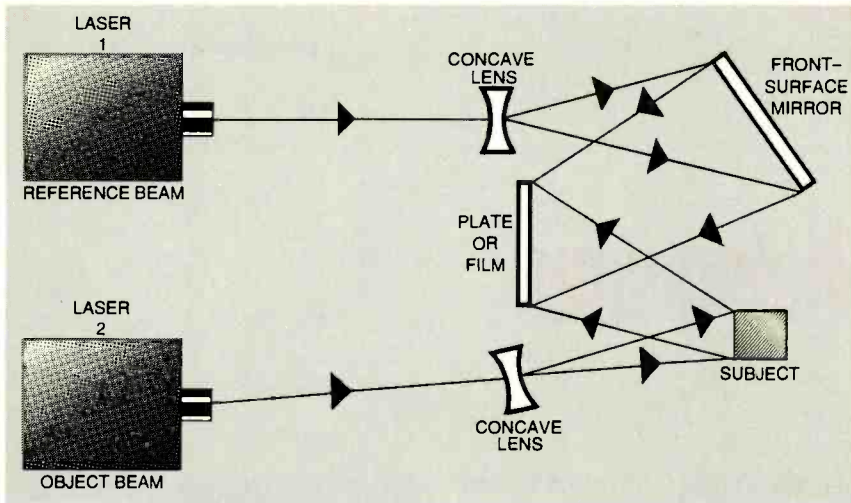 LASER
1
REFERENCE BEAM
CONCAVE
LENS
FRONT-
SURFACE
MIRROR
PLATE
OR
FILM
LASER
2
OBJECT BEAM
CONCAVE
LENS
SUBJECT